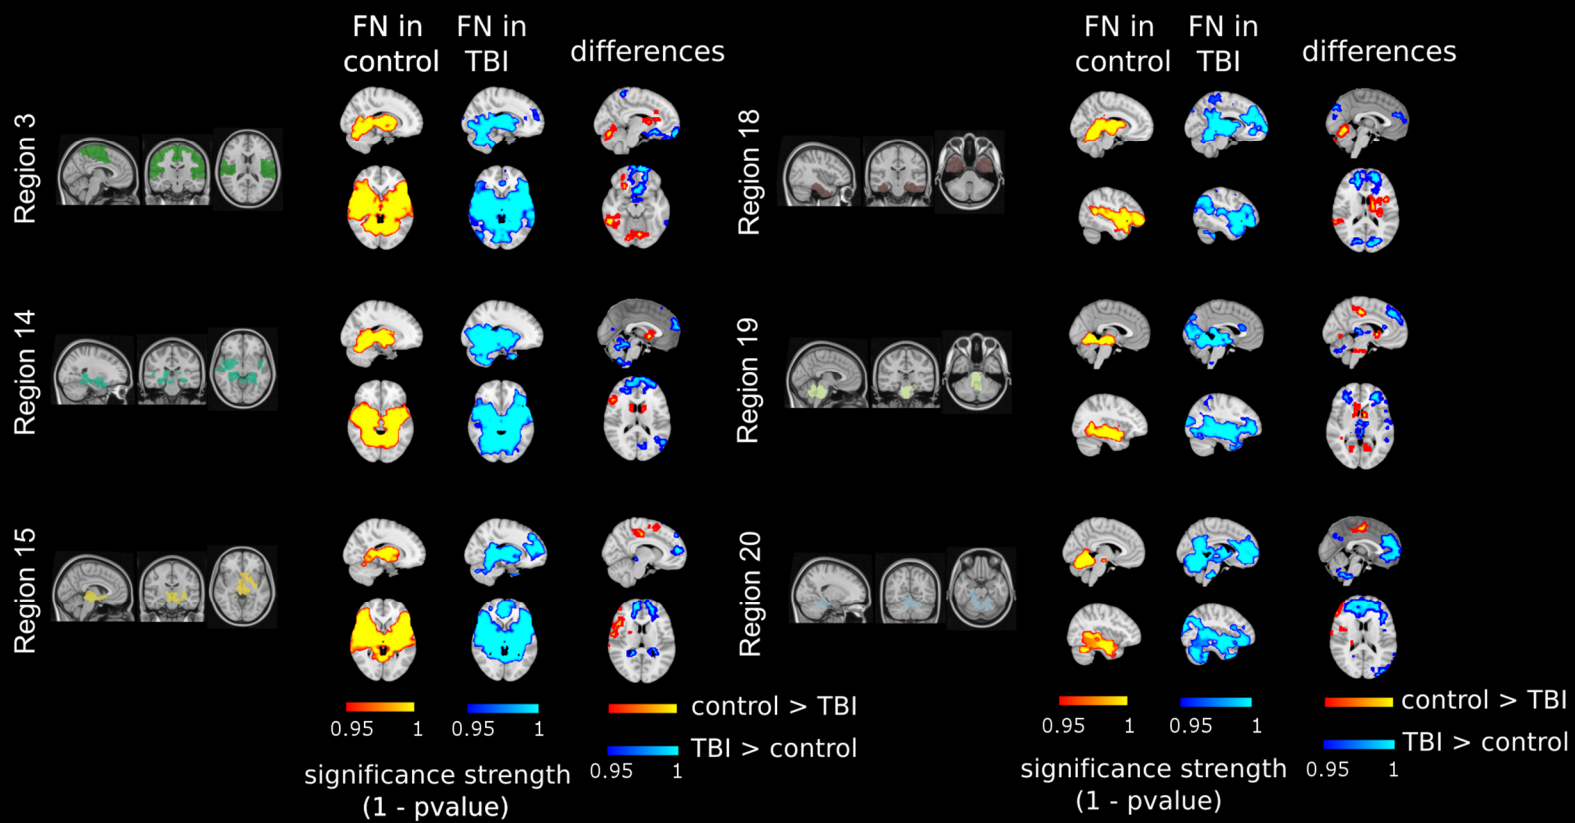 FN in
control
FN in
TBI
differences
Region 3
Region 14
Region 15
0.95 1
0.95 1
control > TBI
TBI > control
0.95 1
significance strength
(1 - pvalue)
FN in
control
FN in
TBI
differences
Region 18
Region 19
Region 20
0.95 1
0.95 1
control > TBI
TBI > control
0.95 1
significance strength
(1 - pvalue)